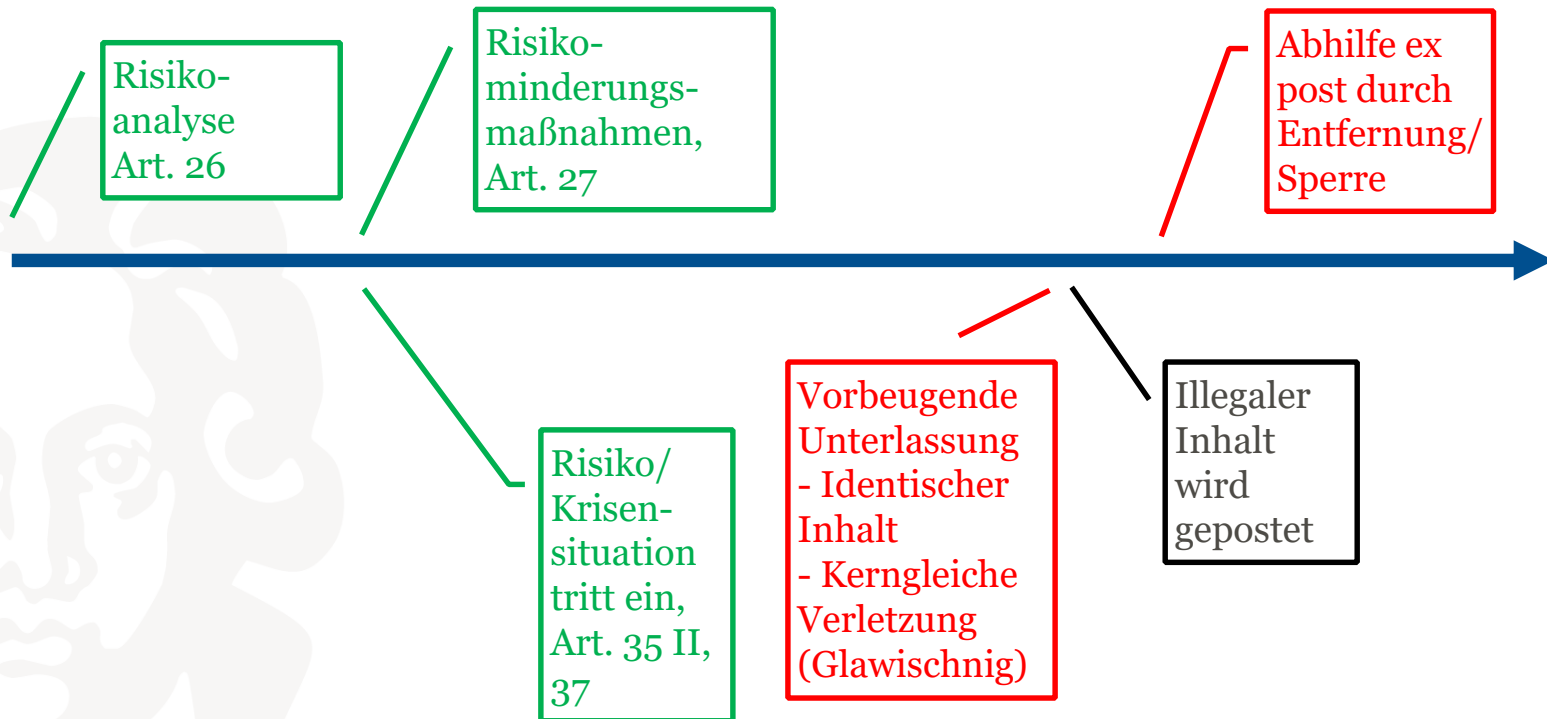 Risiko-
analyse
Art. 26
Risiko-
minderungs-
maßnahmen,
Art. 27
Abhilfe ex
post durch
Entfernung/
Sperre
Risiko/
Krisen-
situation
tritt ein,
Art. 35 II,
37
Vorbeugende
Unterlassung
- Identischer
Inhalt
- Kerngleiche
Verletzung
(Glawischnig)
Illegaler
Inhalt
wird
gepostet